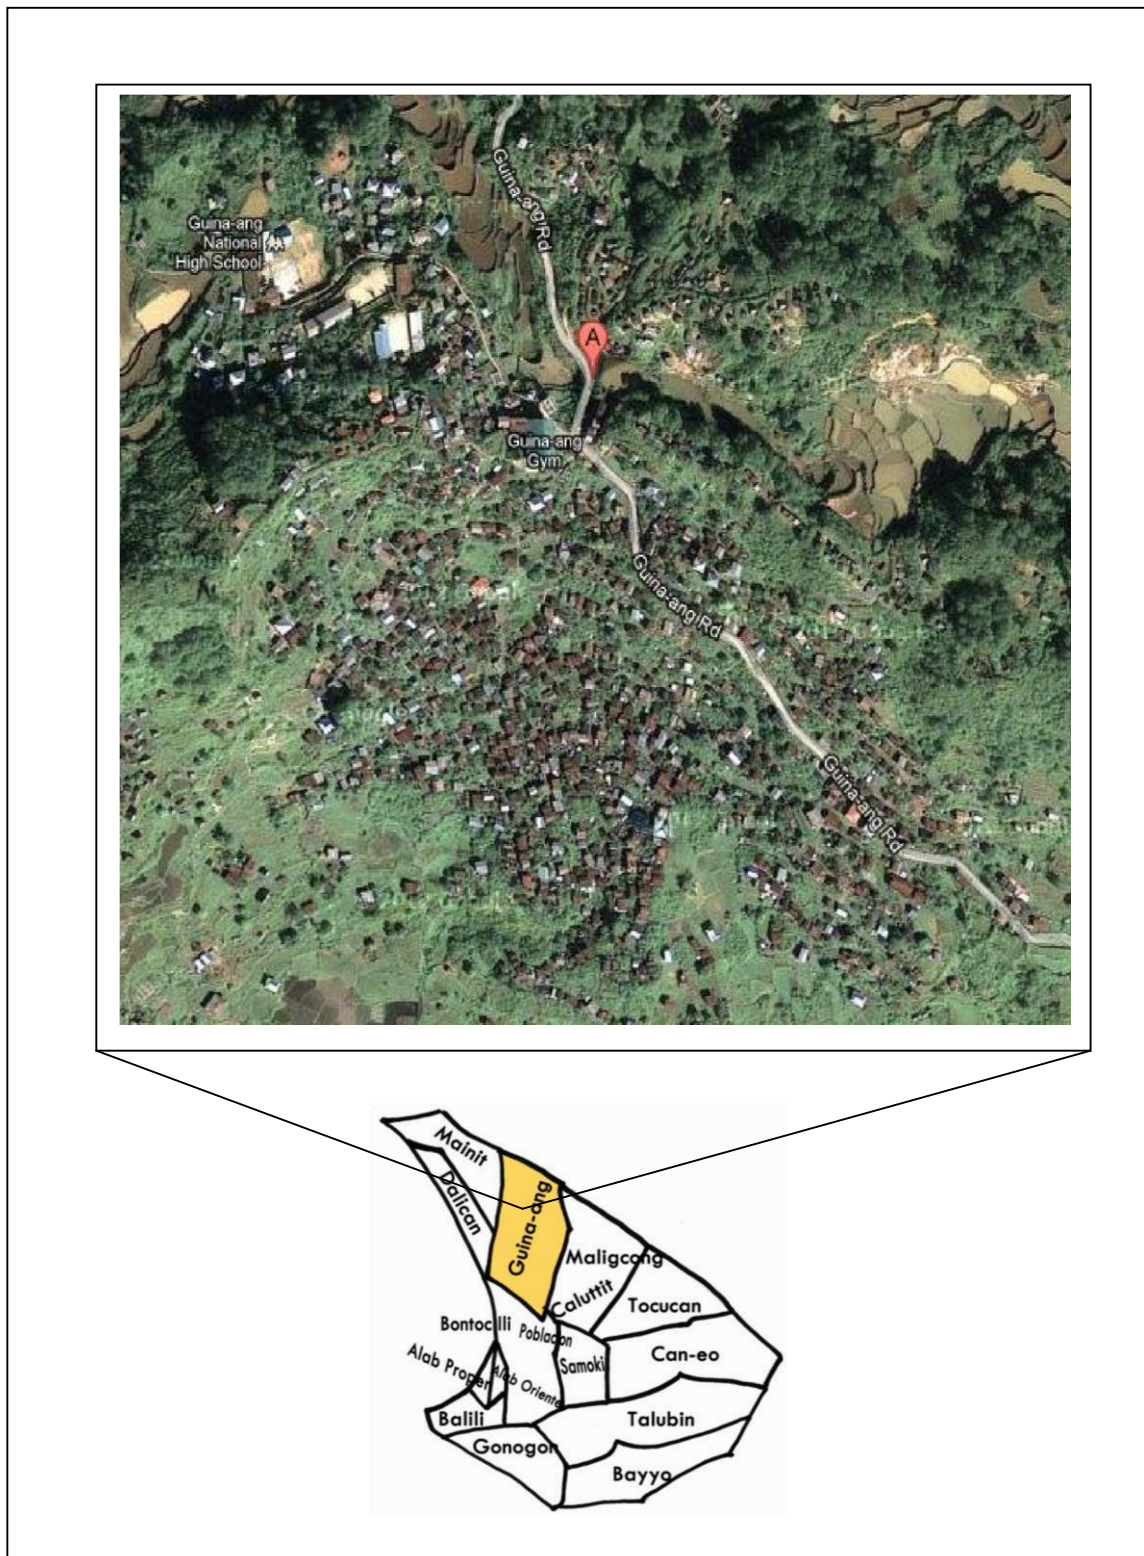 Guina-ang Rd
Guina-ang
National
High School
A
Guina-ang
Gym
Guina-ang Rd
Guina-ang Rd
Mainit
Dalican
Guina-ang
Maligcong
Caluttit
Tocucan
Bontoc Ili
Poblacion
Samoki
Can-eo
Alab Proper
Alab Oriente
Balili
Talubin
Gonogon
Bayyo